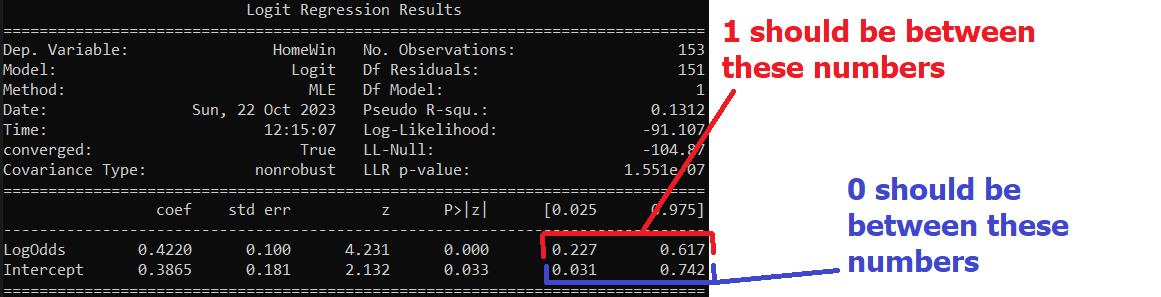 Logit Regression Results
Dep. Variable: HomeWin No. Observations: 153
Model: Logit Df Residuals: 151
Method: MLE Df Model: 1
Date: Sun, 22 Oct 2023 Pseudo R-squ.: 0.1312
Time: 12:15:07 Log-Likelihood: -91.107
converged: True LL-Null: -104.87
Covariance Type: nonrobust LLR p-value: 1.551e-07
coef std err z P>|z| [0.025 0.975]
LogOdds 0.4220 0.100 4.231 0.000 0.227 0.617
Intercept 0.3865 0.181 2.132 0.033 0.031 0.742
1 should be between
these numbers
0 should be
between these
numbers